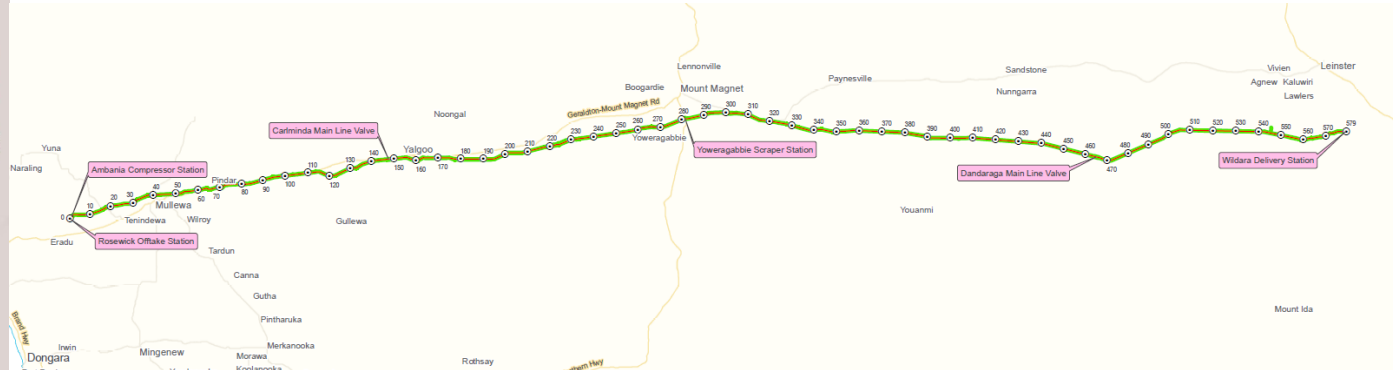 Leinster
Sandstone
Vivien
Lennonville
Paynesville
Agnew Kaluwiri
Boogardie
Mount Magnet
Nunngarra
Lawlers
Geraldton-Mount Magnet Rd
Noongal
280 290 300 310 320 330 340 350 360 370 380 390 400 410 420 430 440 450 460 470 480 490 500 510 520 530 540 550 560 570 579
Carlminda Main Line Valve
Yoweragabbie
Yuna
Yalgoo
140 150 160 170 180 190 200 210 220 230 240 250 260 270
Yoweragabbie Scraper Station
Wildara Delivery Station
Naraling
Ambania Compressor Station
Dandaraga Main Line Valve
Pindar
0 10 20 30 40 50 60 70 80 90 100 110 120 130
Mullewa
Youanmi
Tenindewa
Wilroy
Gullewa
Eradu
Rosewick Offtake Station
Tardun
Canna
Gutha
Mount Ida
Pintharuka
Brand Hwy
Irwin
Merkanooka
Dongara
Mingenew
Morawa
Rothsay
Koolanooka